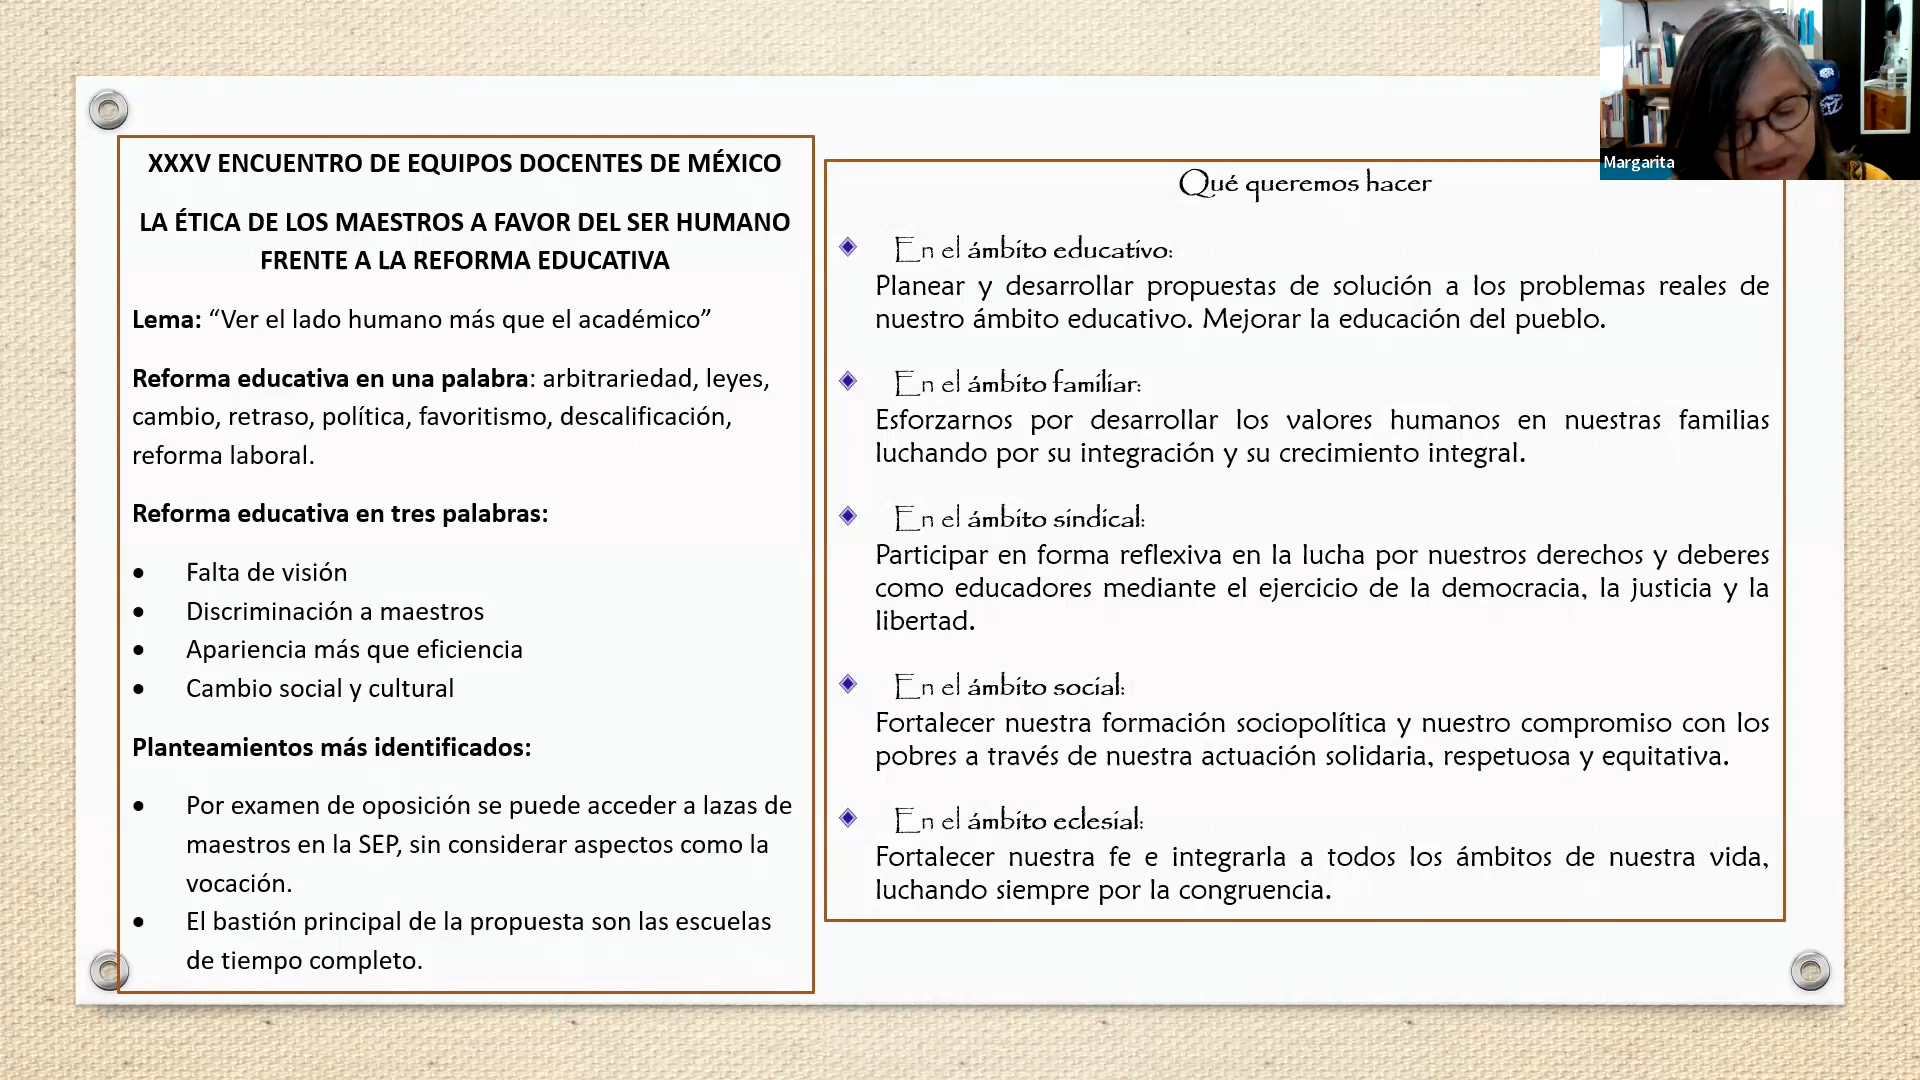 XXXV ENCUENTRO DE EQUIPOS DOCENTES DE MÉXICO
LA ÉTICA DE LOS MAESTROS A FAVOR DEL SER HUMANO
FRENTE A LA REFORMA EDUCATIVA
Lema: “Ver el lado humano más que el académico”
Reforma educativa en una palabra: arbitrariedad, leyes,
cambio, retraso, política, favoritismo, descalificación,
reforma laboral.
Reforma educativa en tres palabras:
• Falta de visión
• Discriminación a maestros
• Apariencia más que eficiencia
• Cambio social y cultural
Planteamientos más identificados:
• Por examen de oposición se puede acceder a lazas de
maestros en la SEP, sin considerar aspectos como la
vocación.
• El bastión principal de la propuesta son las escuelas
de tiempo completo.
Qué queremos hacer
En el ámbito educativo:
Planear y desarrollar propuestas de solución a los problemas reales de
nuestro ámbito educativo. Mejorar la educación del pueblo.
En el ámbito familiar:
Esforzarnos por desarrollar los valores humanos en nuestras familias
luchando por su integración y su crecimiento integral.
En el ámbito sindical:
Participar en forma reflexiva en la lucha por nuestros derechos y deberes
como educadores mediante el ejercicio de la democracia, la justicia y la
libertad.
En el ámbito social:
Fortalecer nuestra formación sociopolítica y nuestro compromiso con los
pobres a través de nuestra actuación solidaria, respetuosa y equitativa.
En el ámbito eclesial:
Fortalecer nuestra fe e integrarla a todos los ámbitos de nuestra vida,
luchando siempre por la congruencia.
Margarita